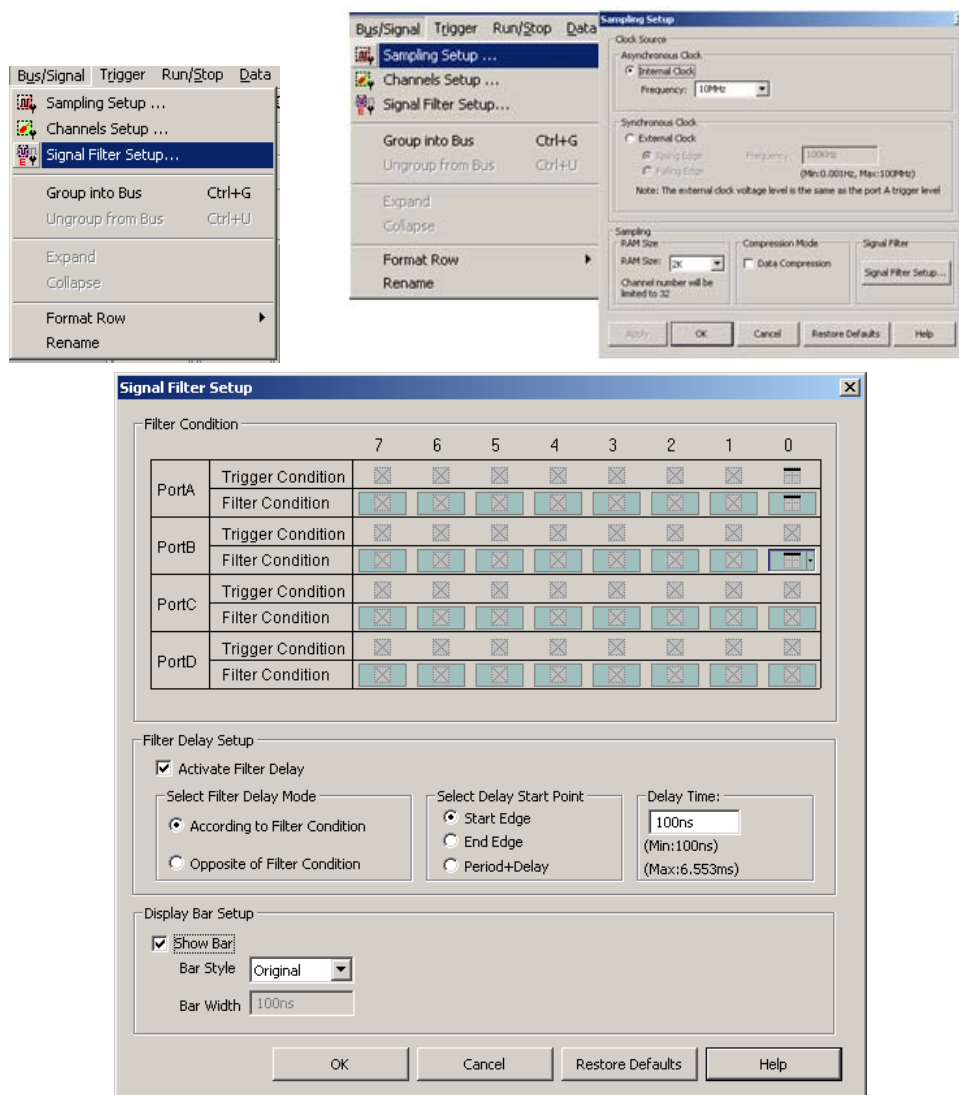 Bus/Signal Trigger Run/Stop Data
Sampling Setup ...
Channels Setup ...
Signal Filter Setup...
Group into Bus Ctrl+G
Ungroup from Bus Ctrl+U
Expand
Collapse
Format Row
Rename
Bus/Signal Trigger Run/Stop Data
Sampling Setup ...
Channels Setup ...
Signal Filter Setup...
Group into Bus Ctrl+G
Ungroup from Bus Ctrl+U
Expand
Collapse
Format Row
Rename
Sampling Setup
Clock Source
Asynchronous Clock
Internal Clock
Frequency: 10MHz
Synchronous Clock
External Clock
Rising Edge Frequency: 100KHz
Falling Edge (Min:0.001Hz, Max:100MHz)
Note: The external clock voltage level is the same as the port A trigger level
Sampling
RAM Size Compression Mode Signal Filter
RAM Size: 2K Data Compression Signal Filter Setup...
Channel number will be
limited to 32
Apply OK Cancel Restore Defaults Help
Signal Filter Setup
Filter Condition
7 6 5 4 3 2 1 0
PortA Trigger Condition
Filter Condition
PortB Trigger Condition
Filter Condition
PortC Trigger Condition
Filter Condition
PortD Trigger Condition
Filter Condition
Filter Delay Setup
Activate Filter Delay
Select Filter Delay Mode
According to Filter Condition
Opposite of Filter Condition
Select Delay Start Point
Start Edge
End Edge
Period+Delay
Delay Time:
100ns
(Min:100ns)
(Max:6.553ms)
Display Bar Setup
Show Bar
Bar Style Original
Bar Width 100ns
OK Cancel Restore Defaults Help